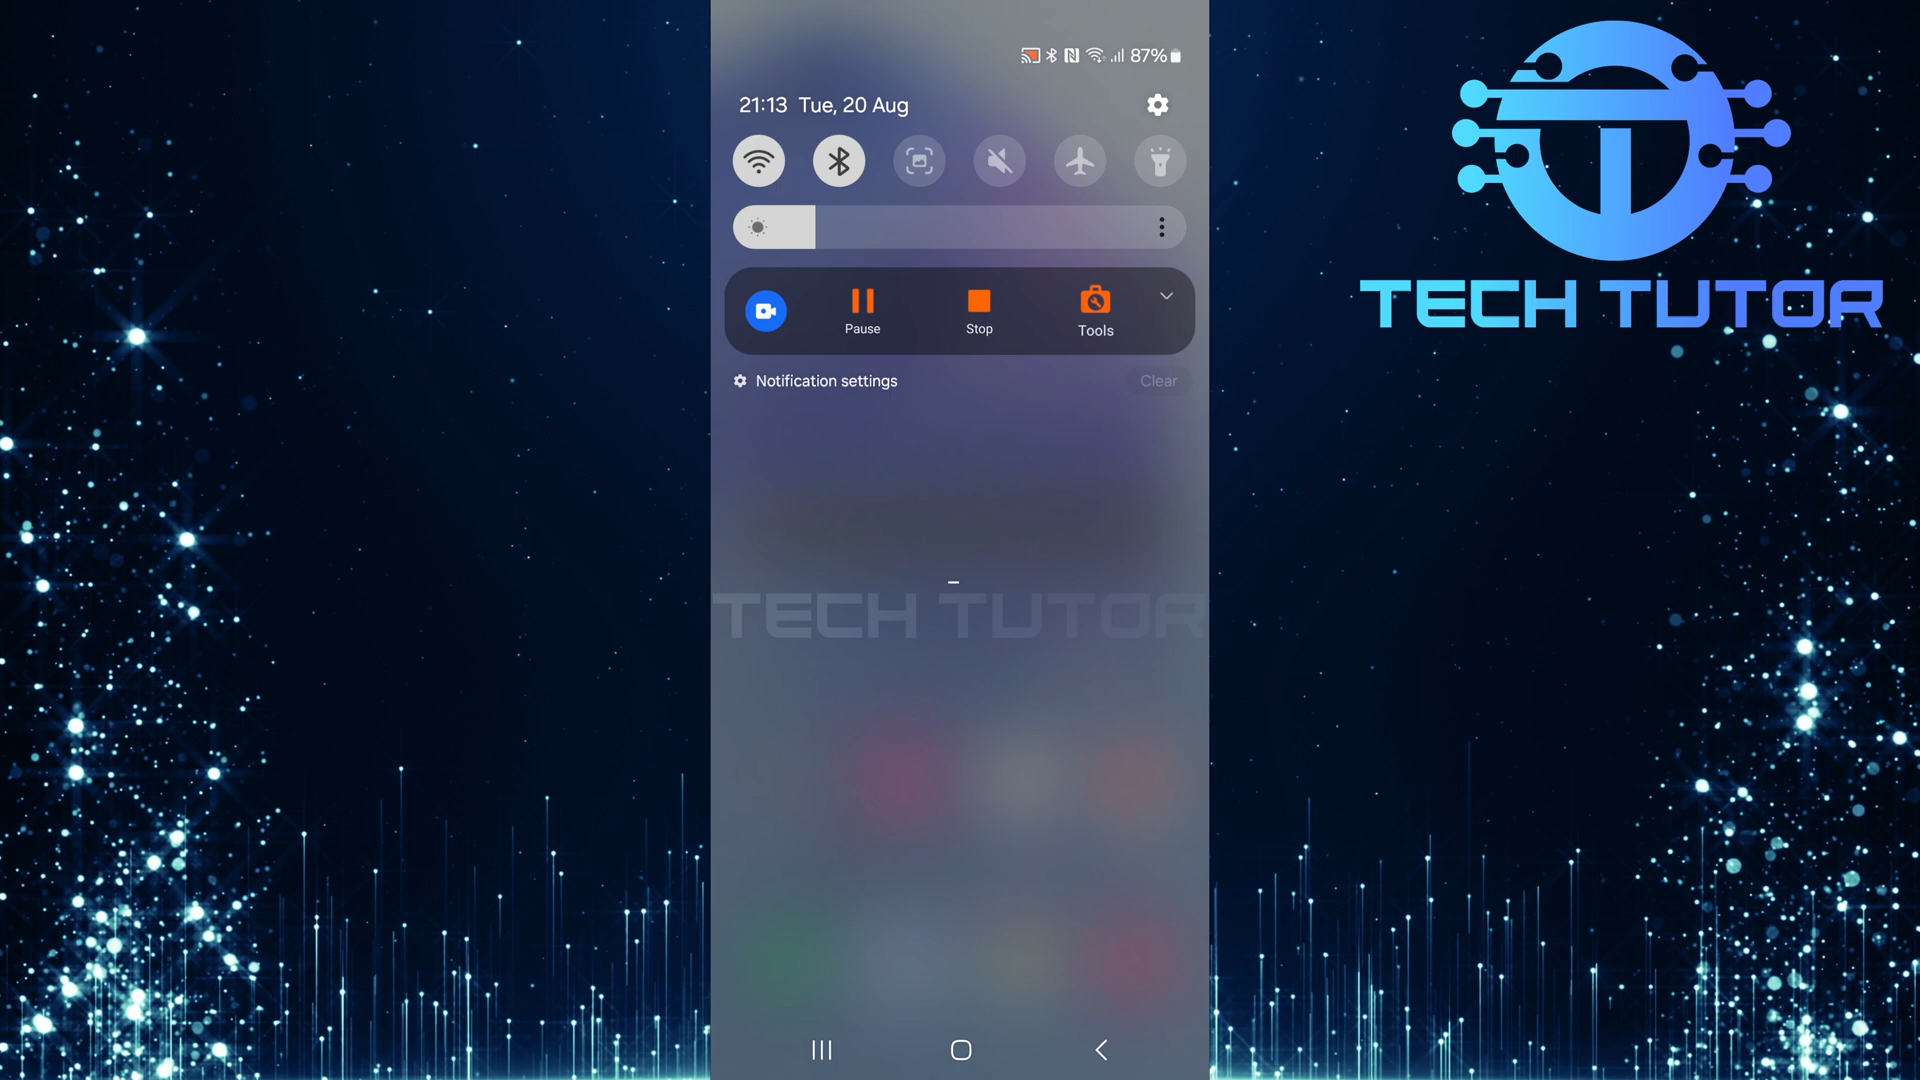 87%
21:13 Tue, 20 Aug
Pause
Stop
Tools
Notification settings
Clear
TECH TUTOR
TECH TUTOR